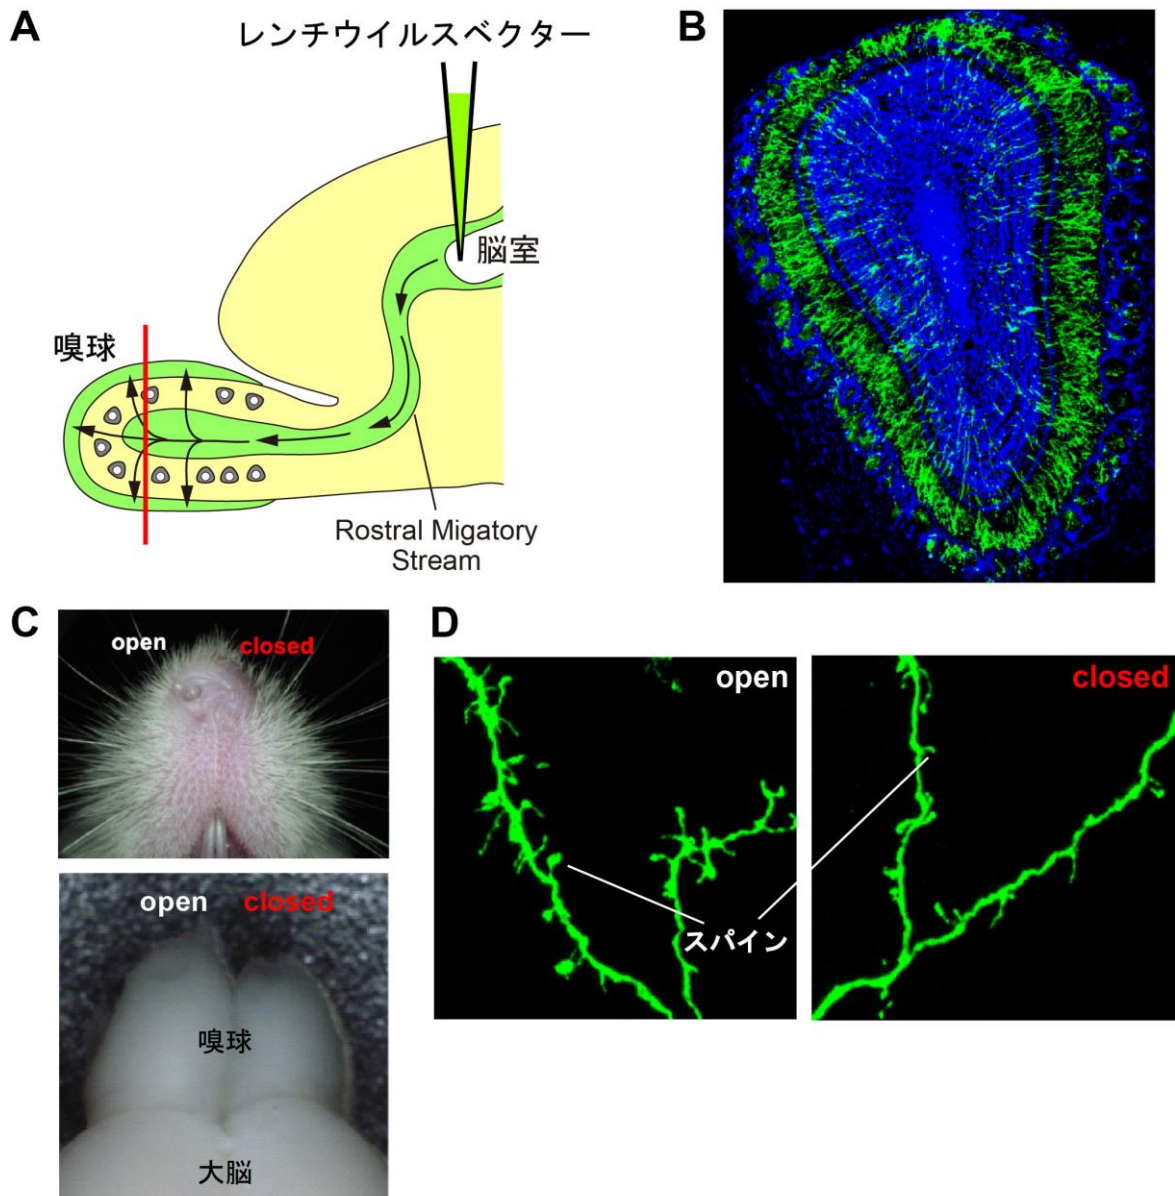 A
レンチウイルスベクター
脳室
嗅球
Rostral Migatory
Stream
B
C
open
closed
open
closed
嗅球
大脳
D
open
closed
スパイン